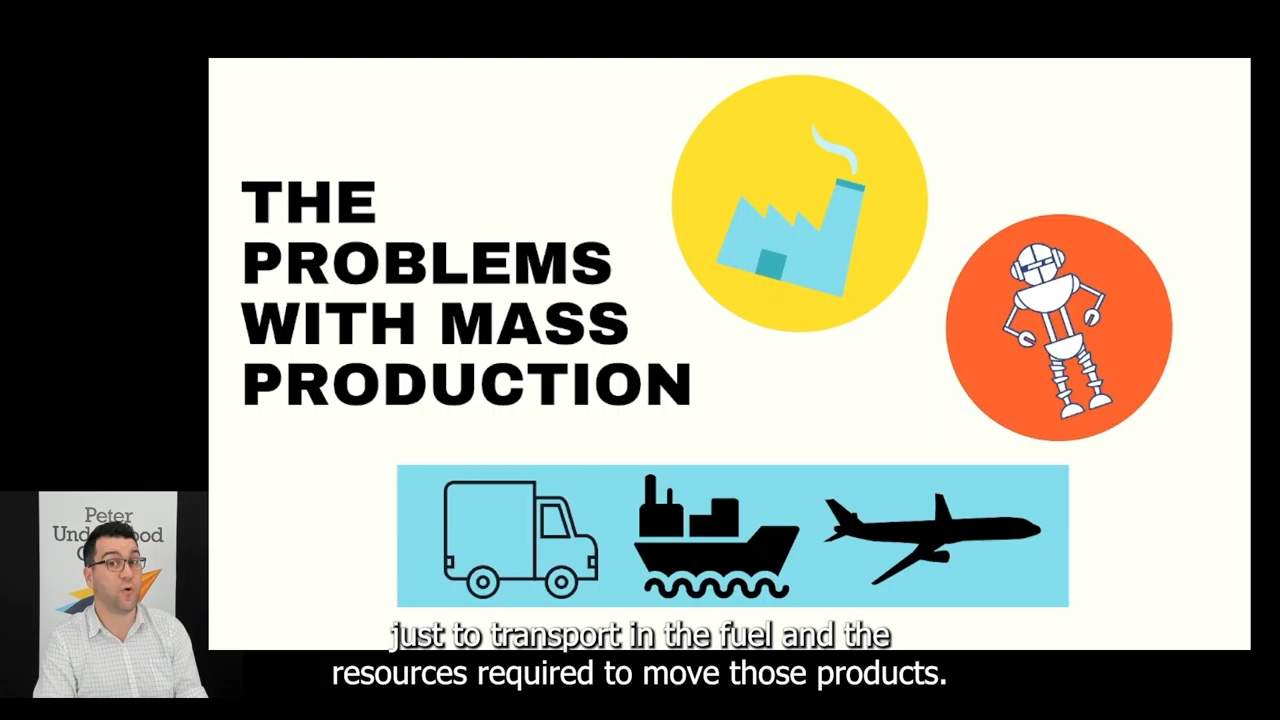 THE
PROBLEMS
WITH MASS
PRODUCTION
Peter
just to transport in the fuel and the
resources required to move those products.